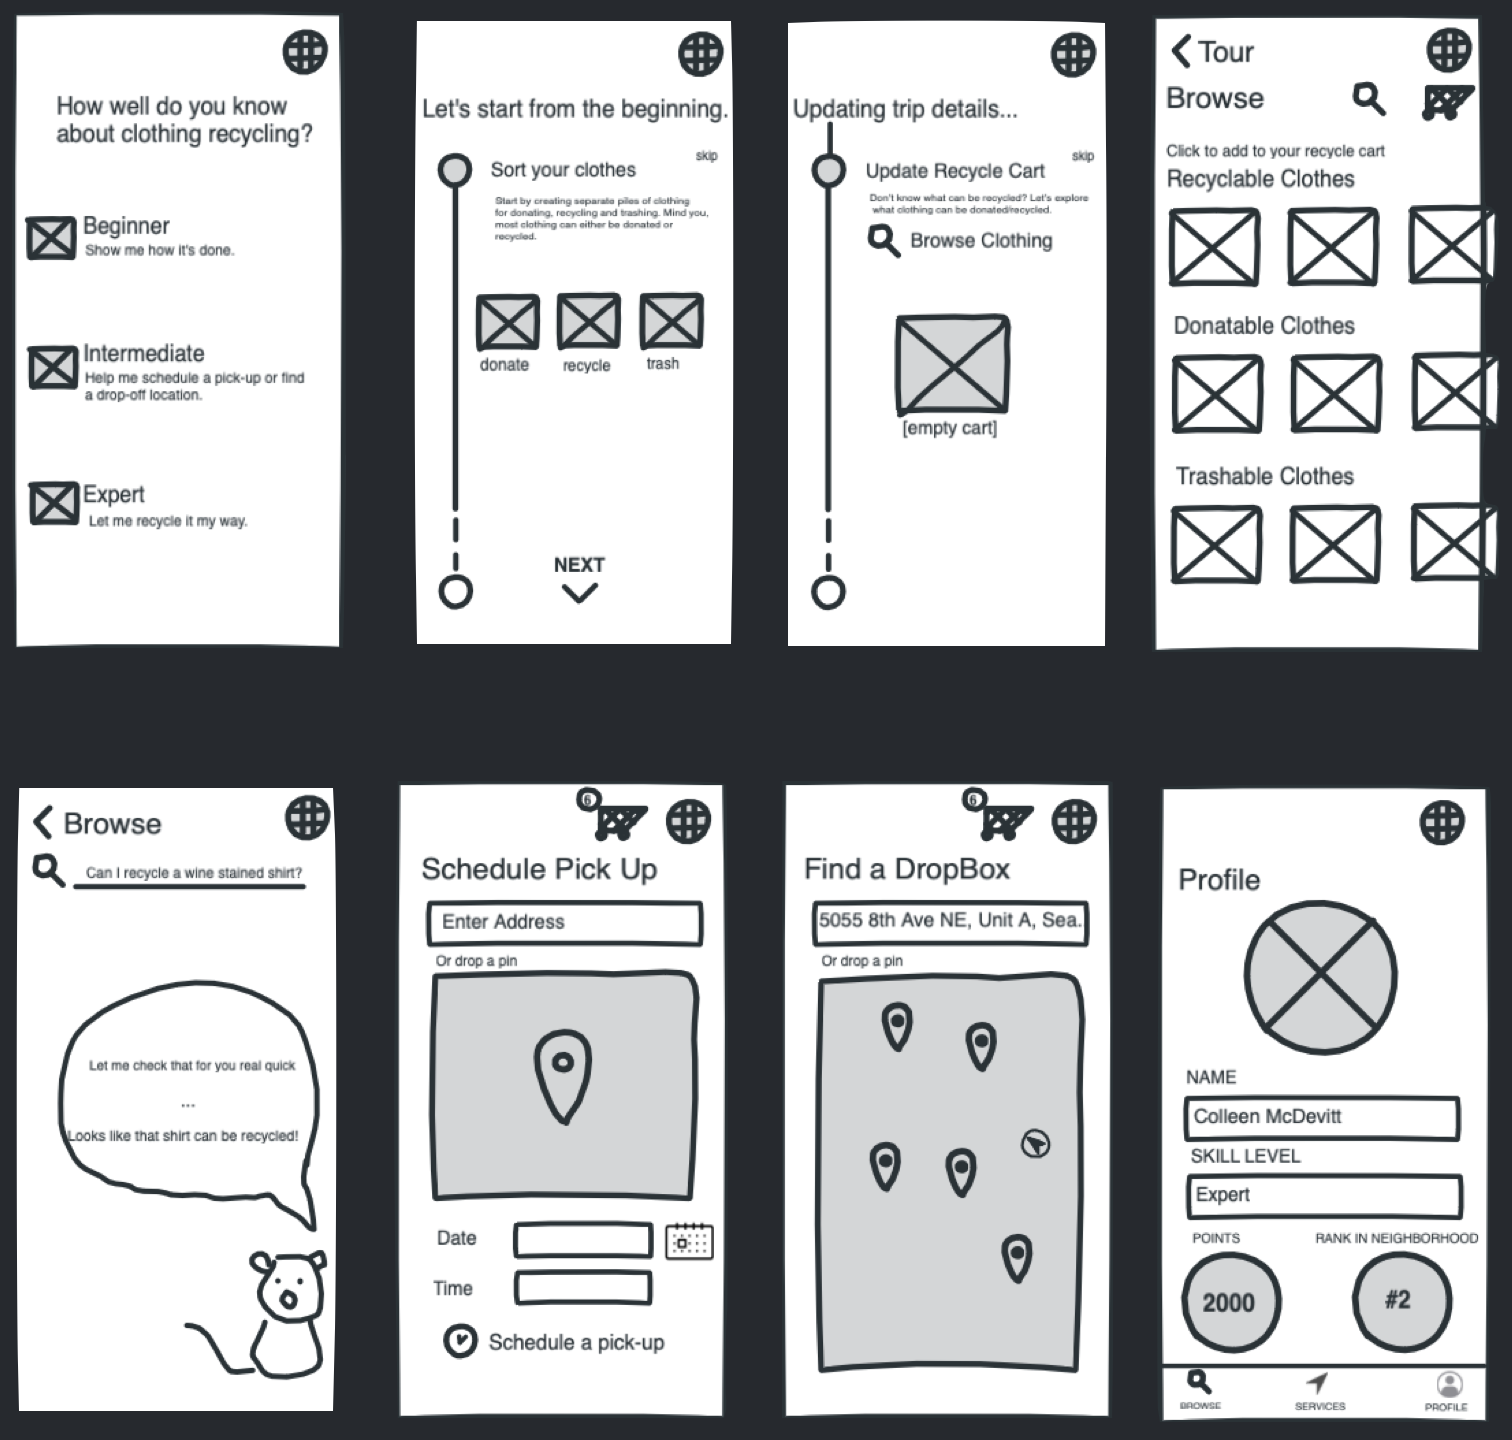 How well do you know
about clothing recycling?
Beginner
Show me how it's done.
Intermediate
Help me schedule a pick-up or find
a drop-off location.
Expert
Let me recycle it my way.
Let's start from the beginning.
skip
Sort your clothes
Start by creating separate piles of clothing
for donating, recycling and trashing. Mind you,
most clothing can either be donated or
recycled.
donate recycle trash
NEXT
Updating trip details...
skip
Update Recycle Cart
Don't know what can be recycled? Let's explore
what clothing can be donated/recycled.
Browse Clothing
[empty cart]
Tour
Browse
Click to add to your recycle cart
Recyclable Clothes
Donatable Clothes
Trashable Clothes
Browse
Can I recycle a wine stained shirt?
Let me check that for you real quick
...
Looks like that shirt can be recycled!
6
Schedule Pick Up
Enter Address
Or drop a pin
Date
Time
Schedule a pick-up
6
Find a DropBox
5055 8th Ave NE, Unit A, Sea.
Or drop a pin
Profile
NAME
Colleen McDevitt
SKILL LEVEL
Expert
POINTS RANK IN NEIGHBORHOOD
2000 #2
BROWSE SERVICES PROFILE